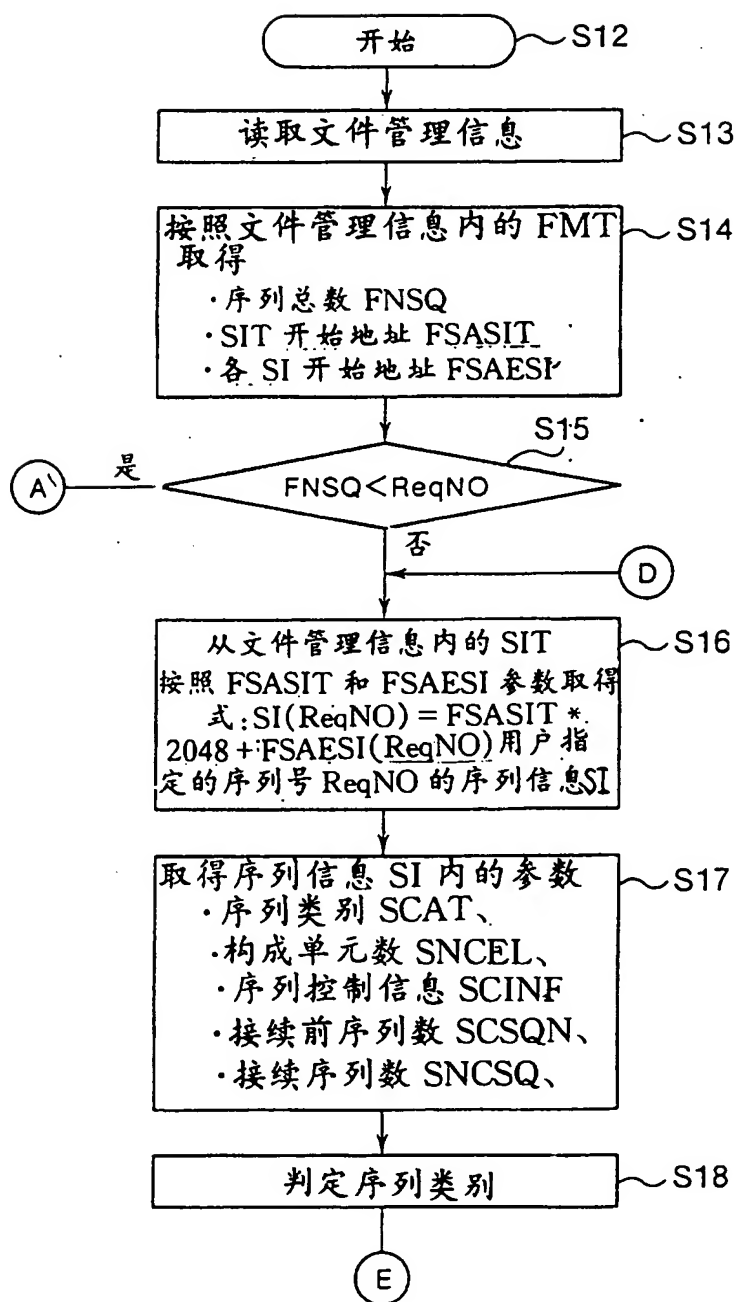 开始
S12
读取文件管理信息
S13
按照文件管理信息内的 FMT
取得
·序列总数 FNSQ
·SIT 开始地址 FSASIT
·各 SI 开始地址 FSAESI
S14
S15
是
A'
FNSQ<ReqNO
否
D
从文件管理信息内的 SIT
按照 FSASIT 和 FSAESI 参数取得
式:SI(ReqNO) = FSASIT *
2048 + FSAESI(ReqNO)用户指
定的序列号 ReqNO 的序列信息SI
S16
取得序列信息 SI 内的参数
·序列类别 SCAT、
·构成单元数 SNCEL、
·序列控制信息 SCINF
·接续前序列数 SCSQN、
·接续序列数 SNCSQ、
S17
判定序列类别
S18
E